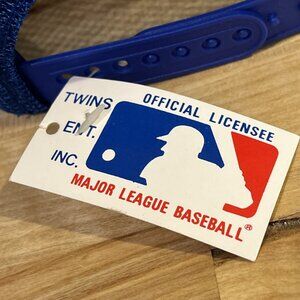 TWINS
ENT.
INC.
OFFICIAL LICENSEE
MAJOR LEAGUE BASEBALL®